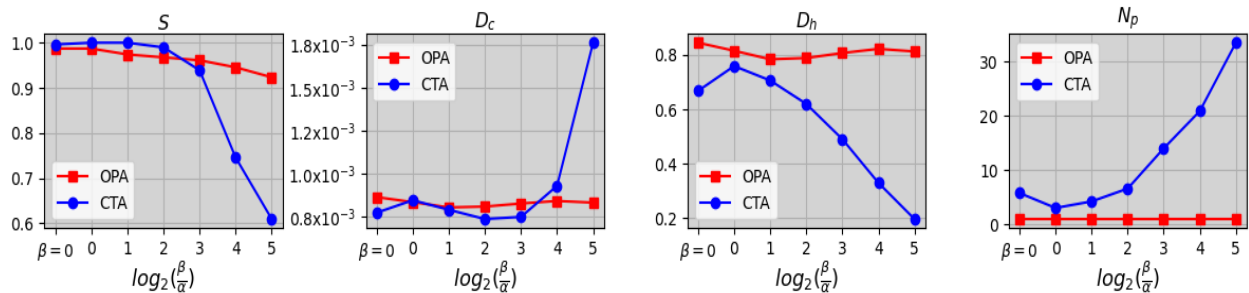 S
1.0
0.9
0.8
0.7
0.6
OPA
CTA
β = 0 0 1 2 3 4 5
log₂(β/α)
D_c
1.8x10⁻³
1.5x10⁻³
1.2x10⁻³
1.0x10⁻³
0.8x10⁻³
OPA
CTA
β = 0 0 1 2 3 4 5
log₂(β/α)
D_h
0.8
0.6
0.4
0.2
OPA
CTA
β = 0 0 1 2 3 4 5
log₂(β/α)
N_p
30
20
10
0
OPA
CTA
β = 0 0 1 2 3 4 5
log₂(β/α)